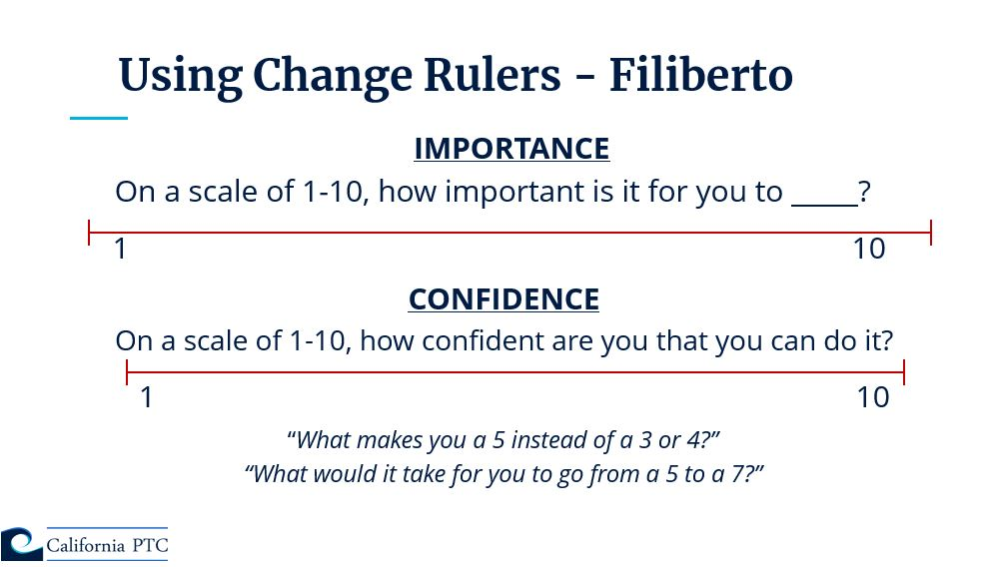 Using Change Rulers – Filiberto
IMPORTANCE
On a scale of 1-10, how important is it for you to _____?
1 10
CONFIDENCE
On a scale of 1-10, how confident are you that you can do it?
1 10
“What makes you a 5 instead of a 3 or 4?”
“What would it take for you to go from a 5 to a 7?”
California PTC